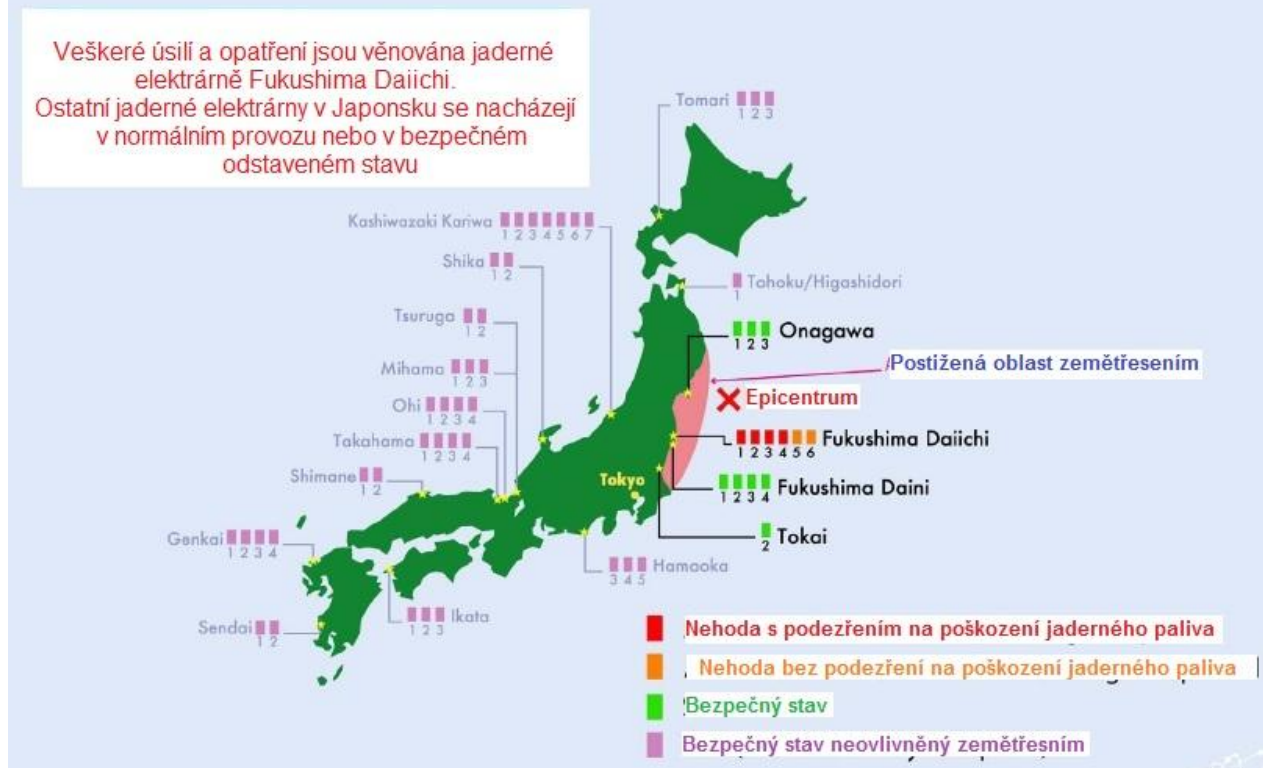 Veškeré úsilí a opatření jsou věnována jaderné
elektrárně Fukushima Daiichi.
Ostatní jaderné elektrárny v Japonsku se nacházejí
v normálním provozu nebo v bezpečném
odstaveném stavu
Tomari
1 2 3
Kashiwazaki Kariwa
1 2 3 4 5 6 7
Shika
1 2
Tohoku/Higashidori
1
Tsuruga
1 2
Onagawa
1 2 3
Postižená oblast zemětřesením
Mihama
1 2 3
Epicentrum
Ohi
1 2 3 4
Takahama
1 2 3 4
Fukushima Daiichi
1 2 3 4 5 6
Shimane
1 2
Tokyo
Fukushima Daini
1 2 3 4
Genkai
1 2 3 4
Tokai
2
Hamaoka
3 4 5
Ikata
1 2 3
Sendai
1 2
Nehoda s podezřením na poškození jaderného paliva
Nehoda bez podezření na poškození jaderného paliva
Bezpečný stav
Bezpečný stav neovlivněný zemětřesním